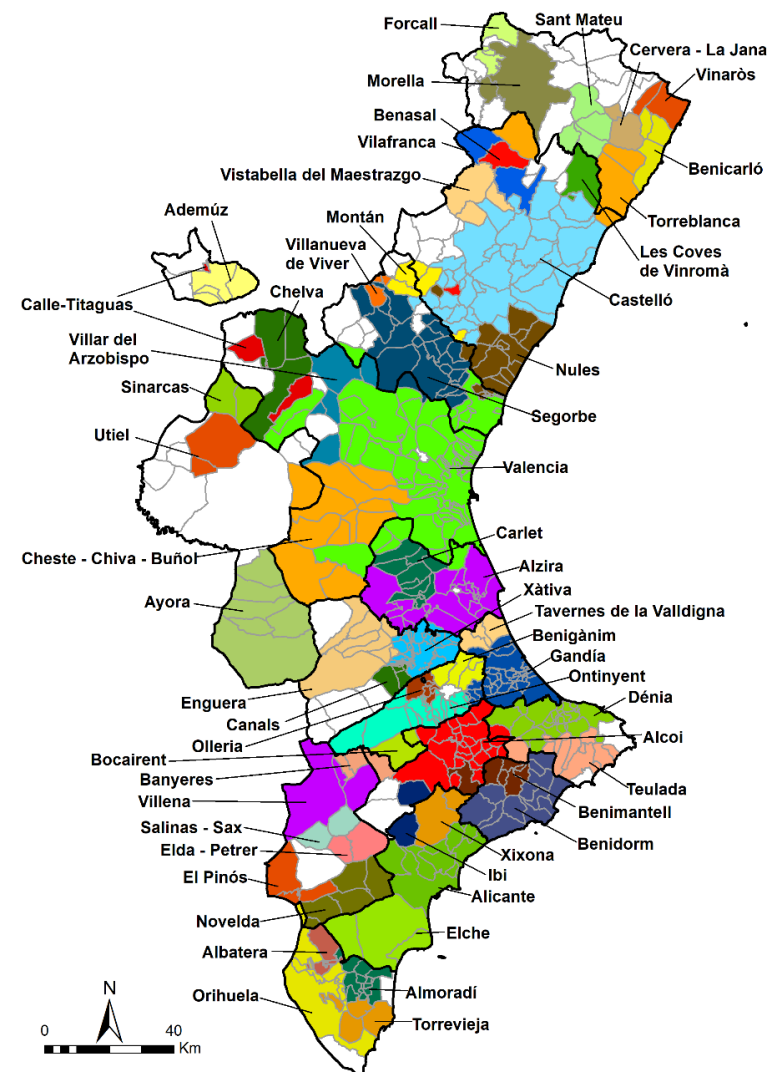 Forcall
Sant Mateu
Cervera - La Jana
Vinaròs
Morella
Benasal
Vilafranca
Benicarló
Vistabella del Maestrazgo
Ademúz
Montán
Torreblanca
Villanueva
de Viver
Les Coves
de Vinromà
Calle-Titaguas
Chelva
Castelló
Villar del
Arzobispo
Nules
Sinarcas
Segorbe
Utiel
Valencia
Carlet
Cheste - Chiva - Buñol
Alzira
Xàtiva
Ayora
Tavernes de la Valldigna
Benigànim
Gandía
Enguera
Ontinyent
Dénia
Canals
Olleria
Alcoi
Bocairent
Banyeres
Teulada
Villena
Benimantell
Salinas - Sax
Benidorm
Elda - Petrer
Xixona
El Pinós
Ibi
Alicante
Novelda
Elche
Albatera
Orihuela
Almoradí
Torrevieja
N
0 40
Km